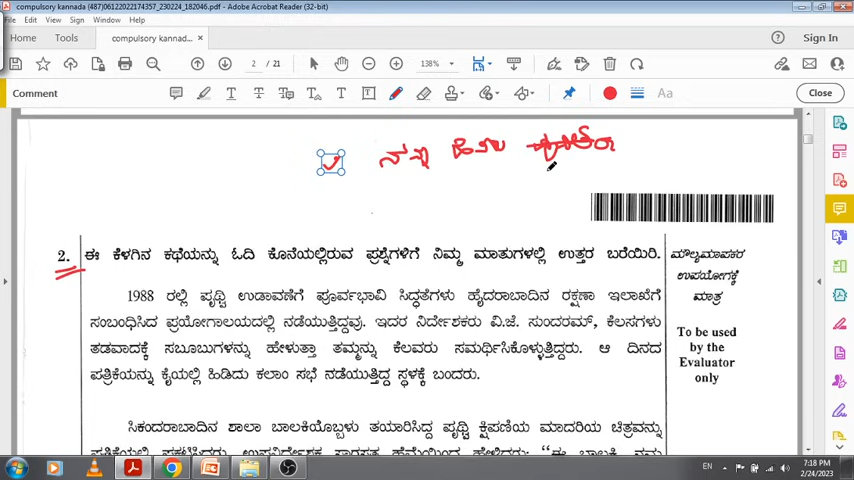 compulsory kannada (487)06122022174357_230224_182046.pdf - Adobe Acrobat Reader (32-bit)
File Edit View Sign Window Help
Home Tools compulsory kannad... × Sign In
2 / 21 138%
Comment Aa Close
ನನ್ನ
2. ಈ ಕೆಳಗಿನ ಕಥೆಯನ್ನು ಓದಿ ಕೊನೆಯಲ್ಲಿರುವ ಪ್ರಶ್ನೆಗಳಿಗೆ ನಿಮ್ಮ ಮಾತುಗಳಲ್ಲಿ ಉತ್ತರ ಬರೆಯಿರಿ.
1988 ರಲ್ಲಿ ಪೃಥ್ವಿ ಉಡಾವಣೆಗೆ ಪೂರ್ವಭಾವಿ ಸಿದ್ಧತೆಗಳು ಹೈದರಾಬಾದಿನ ರಕ್ಷಣಾ ಇಲಾಖೆಗೆ
ಸಂಬಂಧಿಸಿದ ಪ್ರಯೋಗಾಲಯದಲ್ಲಿ ನಡೆಯುತ್ತಿದ್ದವು. ಇದರ ನಿರ್ದೇಶಕರು ವಿ.ಜೆ. ಸುಂದರಮ್, ಕೆಲಸಗಳು
ತಡವಾದಕ್ಕೆ ಸಬೂಬುಗಳನ್ನು ಹೇಳುತ್ತಾ ತಮ್ಮನ್ನು ಕೆಲವರು ಸಮರ್ಥಿಸಿಕೊಳ್ಳುತ್ತಿದ್ದರು. ಆ ದಿನದ
ಪತ್ರಿಕೆಯನ್ನು ಕೈಯಲ್ಲಿ ಹಿಡಿದು ಕಲಾಂ ಸಭೆ ನಡೆಯುತ್ತಿದ್ದ ಸ್ಥಳಕ್ಕೆ ಬಂದರು.
ಸಿಕಂದರಾಬಾದಿನ ಶಾಲಾ ಬಾಲಕಿಯೊಬ್ಬಳು ತಯಾರಿಸಿದ ಪೃಥ್ವಿ ಕ್ಷಿಪಣಿಯ ಮಾದರಿಯ ಚಿತ್ರವನ್ನು
ಮೌಲ್ಯಮಾಪಕರ
ಉಪಯೋಗಕ್ಕೆ
ಮಾತ್ರ
To be used
by the
Evaluator
only
EN 7:18 PM
2/24/2023